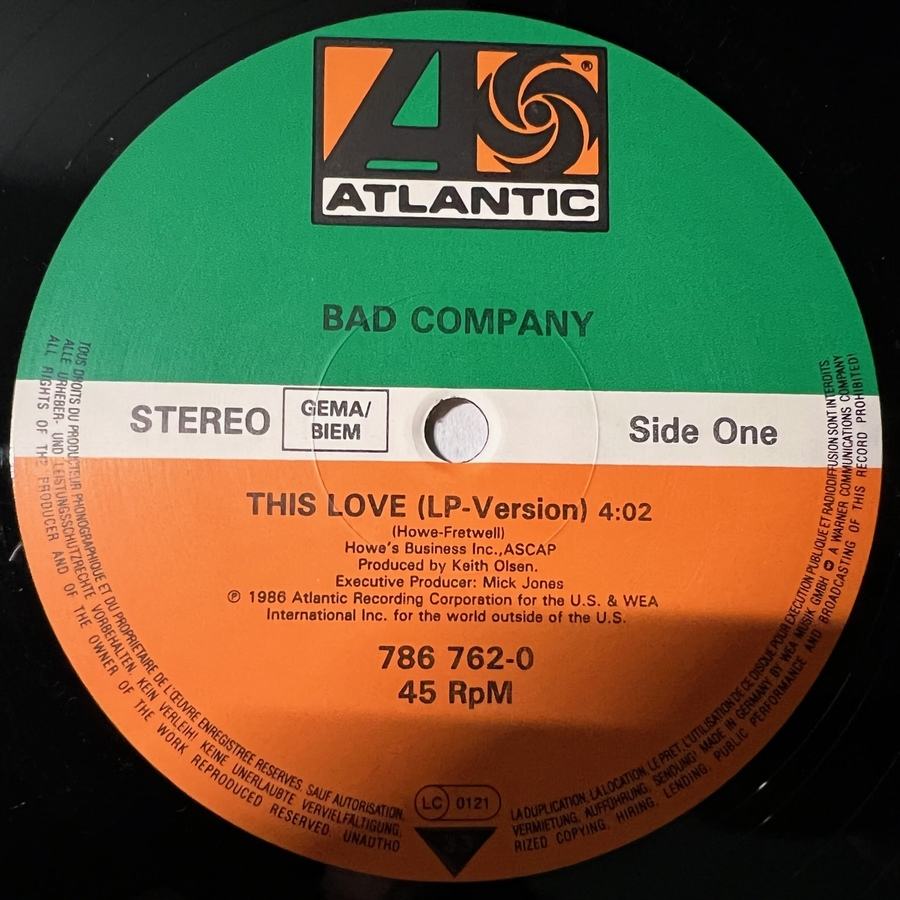 ®
ATLANTIC
BAD COMPANY
STEREO
GEMA/
BIEM
Side One
THIS LOVE (LP-Version) 4:02
(Howe-Fretwell)
Howe's Business Inc.,ASCAP
Produced by Keith Olsen.
Executive Producer: Mick Jones
℗ 1986 Atlantic Recording Corporation for the U.S. & WEA
International Inc. for the world outside of the U.S.
786 762-0
45 RpM
LC 0121
33
TOUS DROITS DU PRODUCTEUR PHONOGRAPHIQUE ET DU PROPRIETAIRE DE L'ŒUVRE ENREGISTREE RESERVES. SAUF AUTORISATION,
LA DUPLICATION, LA LOCATION, LE PRET, L'UTILISATION DE CE DISQUE POUR EXECUTION PUBLIQUE ET RADIODIFFUSION SONT INTERDITS.
ALLE URHEBER- UND LEISTUNGSSCHUTZRECHTE VORBEHALTEN. KEIN VERLEIH! KEINE UNERLAUBTE VERVIELFÄLTIGUNG,
VERMIETUNG, AUFFÜHRUNG, SENDUNG! MADE IN GERMANY BY WEA MUSIK GMBH A WARNER COMMUNICATIONS COMPANY
ALL RIGHTS OF THE PRODUCER AND OF THE OWNER OF THE WORK REPRODUCED RESERVED. UNAUTHO
RIZED COPYING, HIRING, LENDING, PUBLIC PERFORMANCE AND BROADCASTING OF THIS RECORD PROHIBITED!